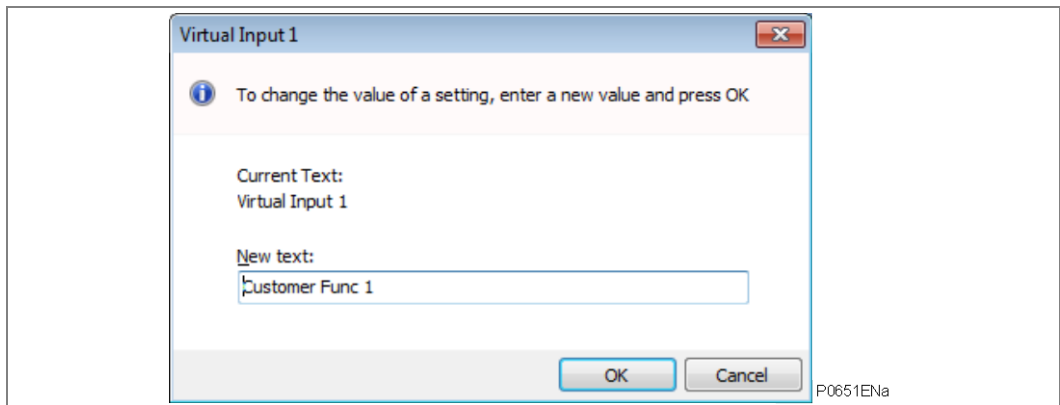 Virtual Input 1
To change the value of a setting, enter a new value and press OK
Current Text:
Virtual Input 1
New text:
Customer Func 1
OK Cancel
P0651ENa